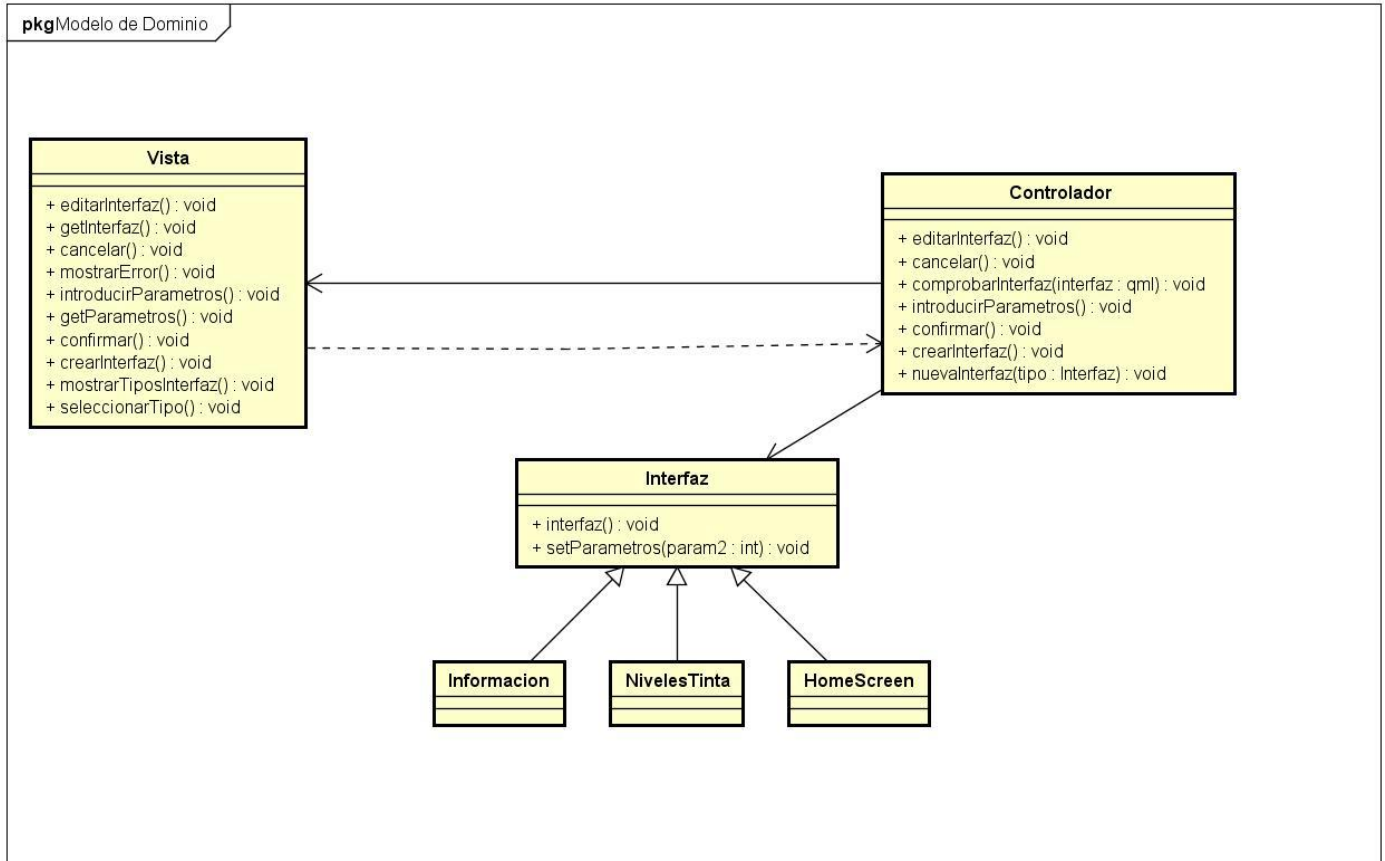 pkg Modelo de Dominio
Vista
+ editarInterfaz() : void
+ getInterfaz() : void
+ cancelar() : void
+ mostrarError() : void
+ introducirParametros() : void
+ getParametros() : void
+ confirmar() : void
+ crearInterfaz() : void
+ mostrarTiposInterfaz() : void
+ seleccionarTipo() : void
Controlador
+ editarInterfaz() : void
+ cancelar() : void
+ comprobarInterfaz(interfaz : qml) : void
+ introducirParametros() : void
+ confirmar() : void
+ crearInterfaz() : void
+ nuevaInterfaz(tipo : Interfaz) : void
Interfaz
+ interfaz() : void
+ setParametros(param2 : int) : void
Informacion
NivelesTinta
HomeScreen